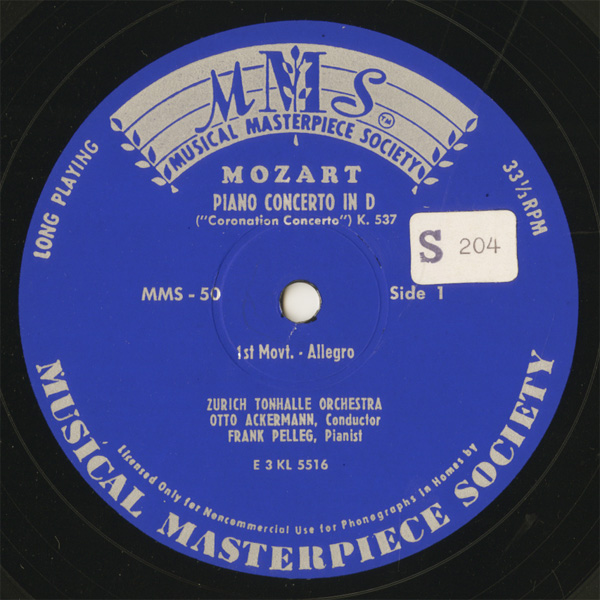 MMS
TM
MUSICAL MASTERPIECE SOCIETY
LONG PLAYING
33⅓ RPM
MOZART
PIANO CONCERTO IN D
("Coronation Concerto") K. 537
S 204
MMS - 50
Side 1
1st Movt. - Allegro
ZURICH TONHALLE ORCHESTRA
OTTO ACKERMANN, Conductor
FRANK PELLEG, Pianist
E 3 KL 5516
Licensed Only for Noncommercial Use for Phonographs in Homes by
MUSICAL MASTERPIECE SOCIETY